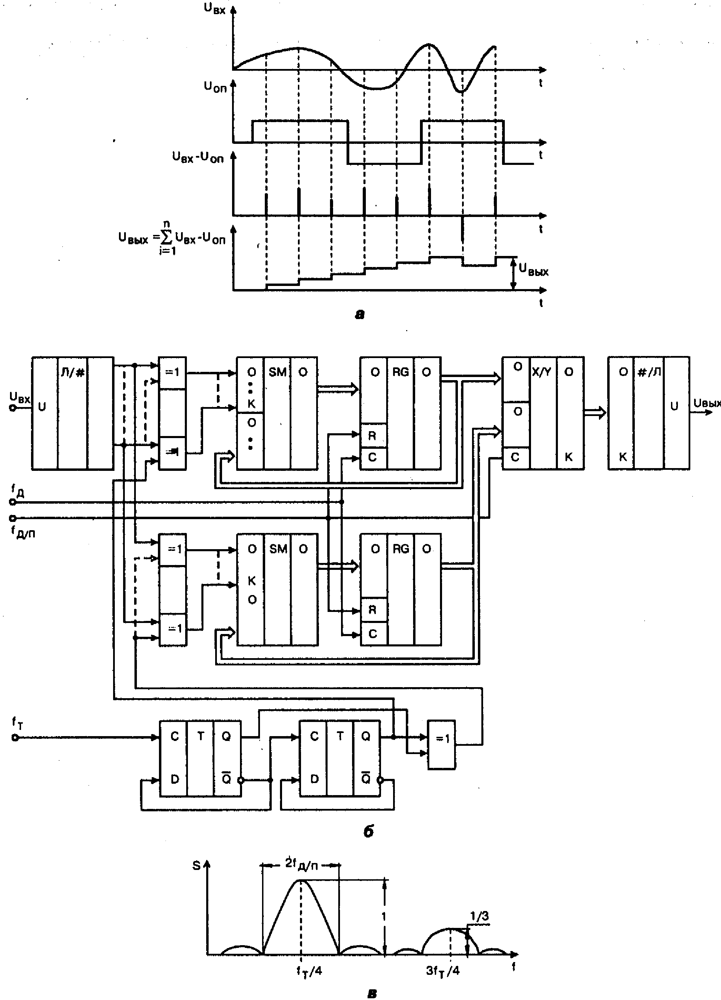 Uвх
t
Uоп
t
Uвх -Uоп
t
n
Uвых =∑ Uвх -Uоп
i=1
Uвых
t
а
Uвх
U Л/#
=1
=1
O SM O
K
O
O RG O
R
C
O X/Y O
O
C K
O #/Л
K U
Uвых
fД
fД/П
=1
=1
O SM O
K
O
O RG O
R
C
fТ
C T Q
D Q̅
C T Q
D Q̅
=1
б
S
2fД/П
1
1/3
fТ/4
3fТ/4
f
в